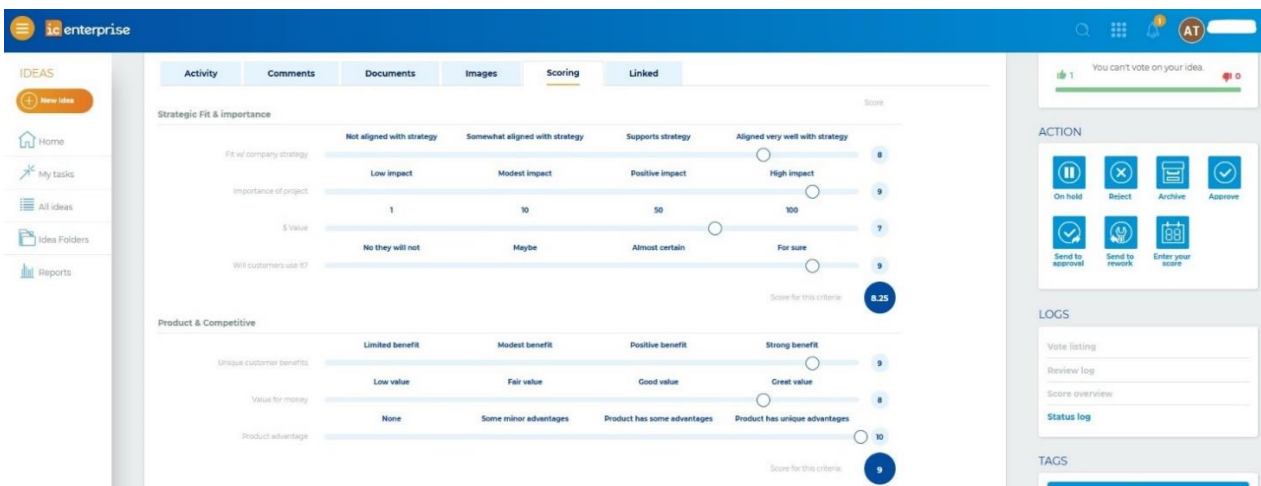 ic enterprise
1
AT
IDEAS
New Idea
Home
My tasks
All ideas
Idea Folders
Reports
Activity Comments Documents Images Scoring Linked
Score
Strategic Fit & importance
Not aligned with strategy Somewhat aligned with strategy Supports strategy Aligned very well with strategy
Fit w/ company strategy 8
Low impact Modest impact Positive impact High impact
Importance of project 9
1 10 50 100
$ Value 7
No they will not Maybe Almost certain For sure
Will customers use it? 9
Score for this criteria: 8.25
Product & Competitive
Limited benefit Modest benefit Positive benefit Strong benefit
Unique customer benefits 9
Low value Fair value Good value Great value
Value for money 8
None Some minor advantages Product has some advantages Product has unique advantages
Product advantage 10
Score for this criteria: 9
1 You can't vote on your idea. 0
ACTION
On hold Reject Archive Approve
Send to approval Send to rework Enter your score
LOGS
Vote listing
Review log
Score overview
Status log
TAGS